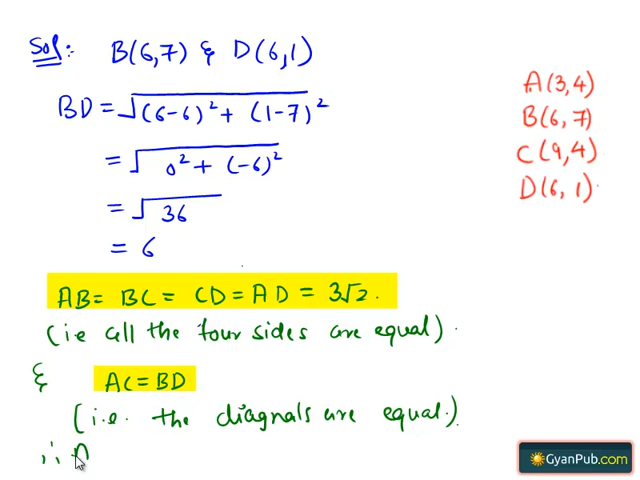 Sol:- B(6,7) & D(6,1)
BD = √(6-6)² + (1-7)²
= √0² + (-6)²
= √36
= 6
AB = BC = CD = AD = 3√2.
(i.e all the four sides are equal).
& AC = BD
(i.e. the diagnals are equal.)
∴
A(3,4)
B(6,7)
C(9,4)
D(6,1)
GyanPub.com